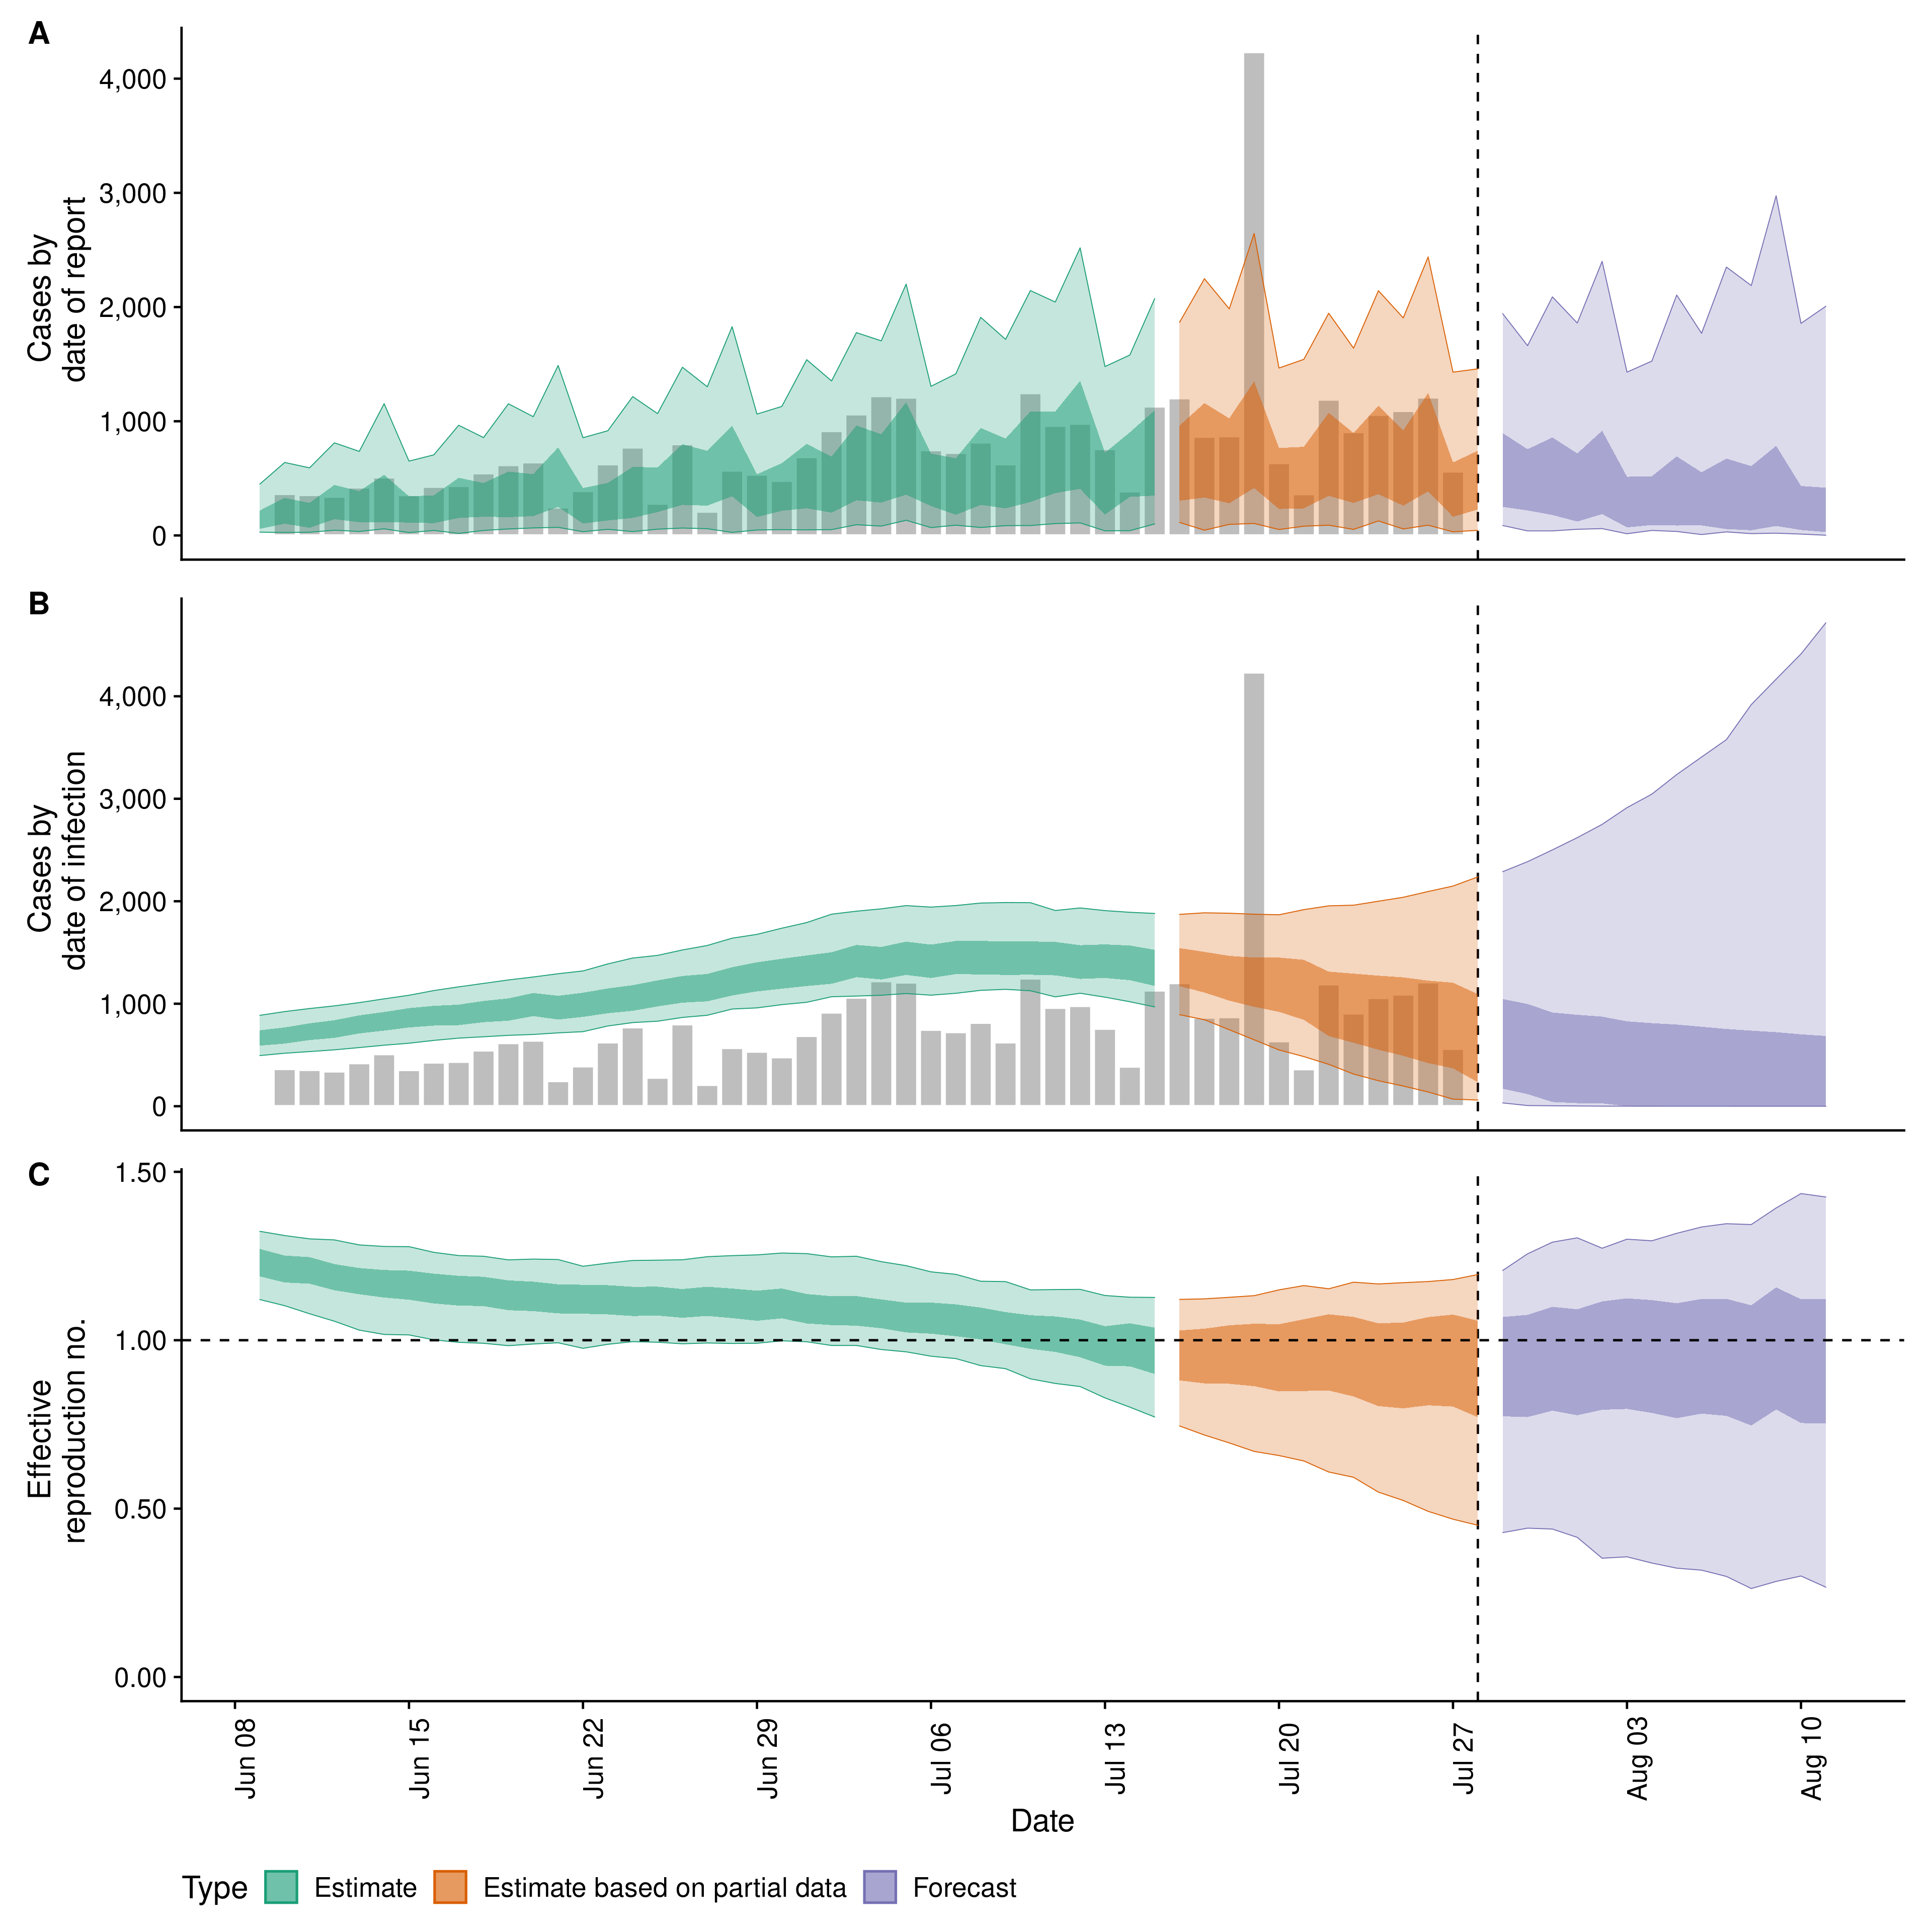 A
Cases by
date of report
4,000
3,000
2,000
1,000
0
B
Cases by
date of infection
4,000
3,000
2,000
1,000
0
C
Effective
reproduction no.
1.50
1.00
0.50
0.00
Jun 08
Jun 15
Jun 22
Jun 29
Jul 06
Jul 13
Jul 20
Jul 27
Aug 03
Aug 10
Date
Type Estimate Estimate based on partial data Forecast